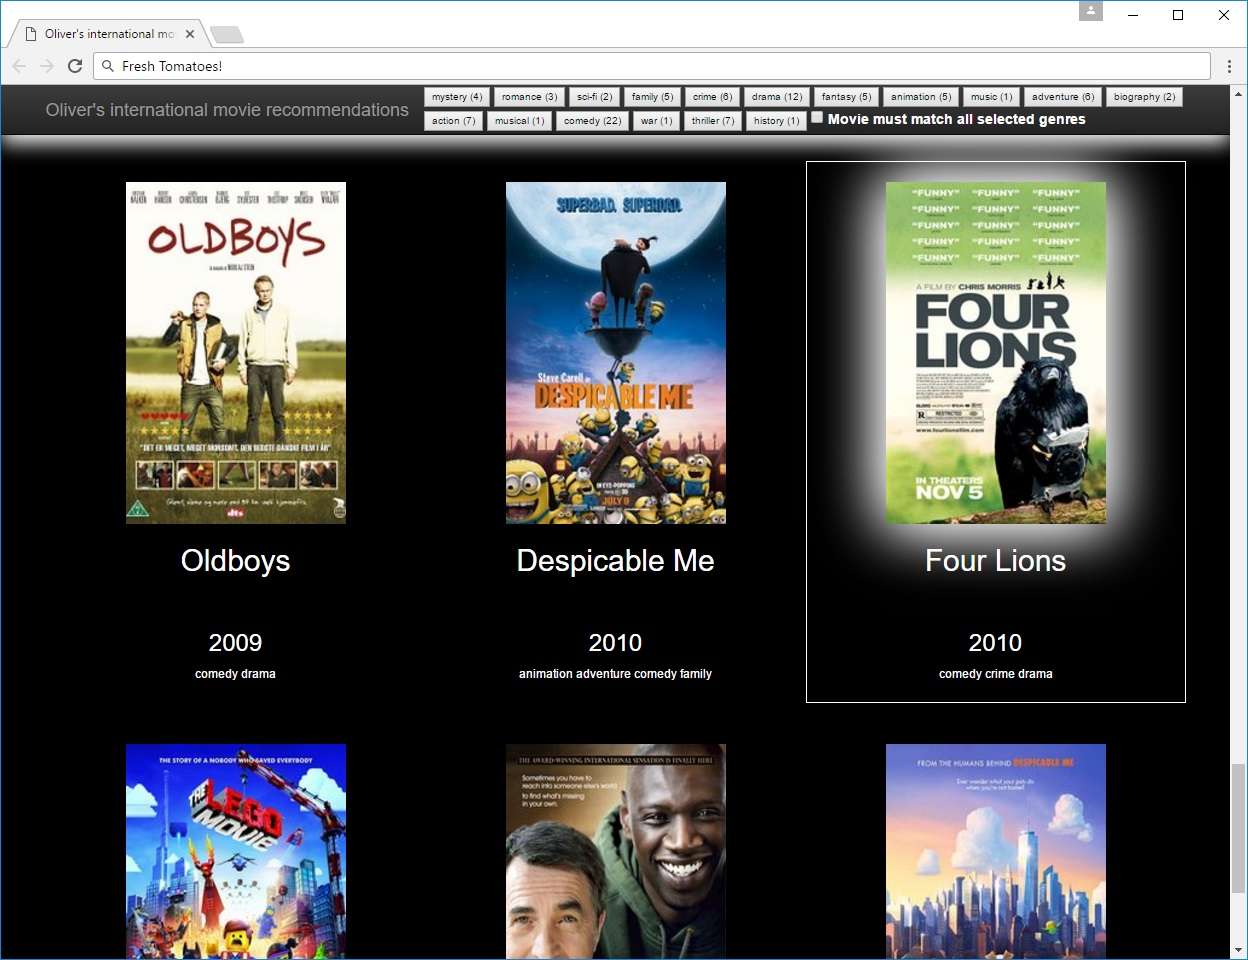 Oliver's international mo
Fresh Tomatoes!
Oliver's international movie recommendations
mystery (4) romance (3) sci-fi (2) family (5) crime (6) drama (12) fantasy (5) animation (5) music (1) adventure (6) biography (2)
action (7) musical (1) comedy (22) war (1) thriller (7) history (1) Movie must match all selected genres
OLDBOYS
"DET ER MEGET, MEGET MORSOMT. DEN BEDSTE DANSKE FILM I ÅR"
dts
SUPERBAD. SUPERDAD.
Steve Carell
DESPICABLE ME
JULY 9
"FUNNY" "FUNNY" "FUNNY"
"FUNNY" "FUNNY" "FUNNY"
"FUNNY" "FUNNY" "FUNNY"
"FUNNY" "FUNNY" "FUNNY"
"FUNNY" "FUNNY" "FUNNY"
A FILM BY CHRIS MORRIS
FOUR
LIONS
R RESTRICTED
www.fourlionsfilm.com
IN THEATERS
NOV 5
Oldboys
Despicable Me
Four Lions
2009
2010
2010
comedy drama
animation adventure comedy family
comedy crime drama
THE STORY OF A NOBODY WHO SAVED EVERYBODY
THE
LEGO
MOVIE
THE AWARD-WINNING INTERNATIONAL SENSATION IS FINALLY HERE
Sometimes you have to
reach into someone else's world
to find what's missing
in your own.
FROM THE HUMANS BEHIND DESPICABLE ME
Ever wonder what your pets do
when you're not home?